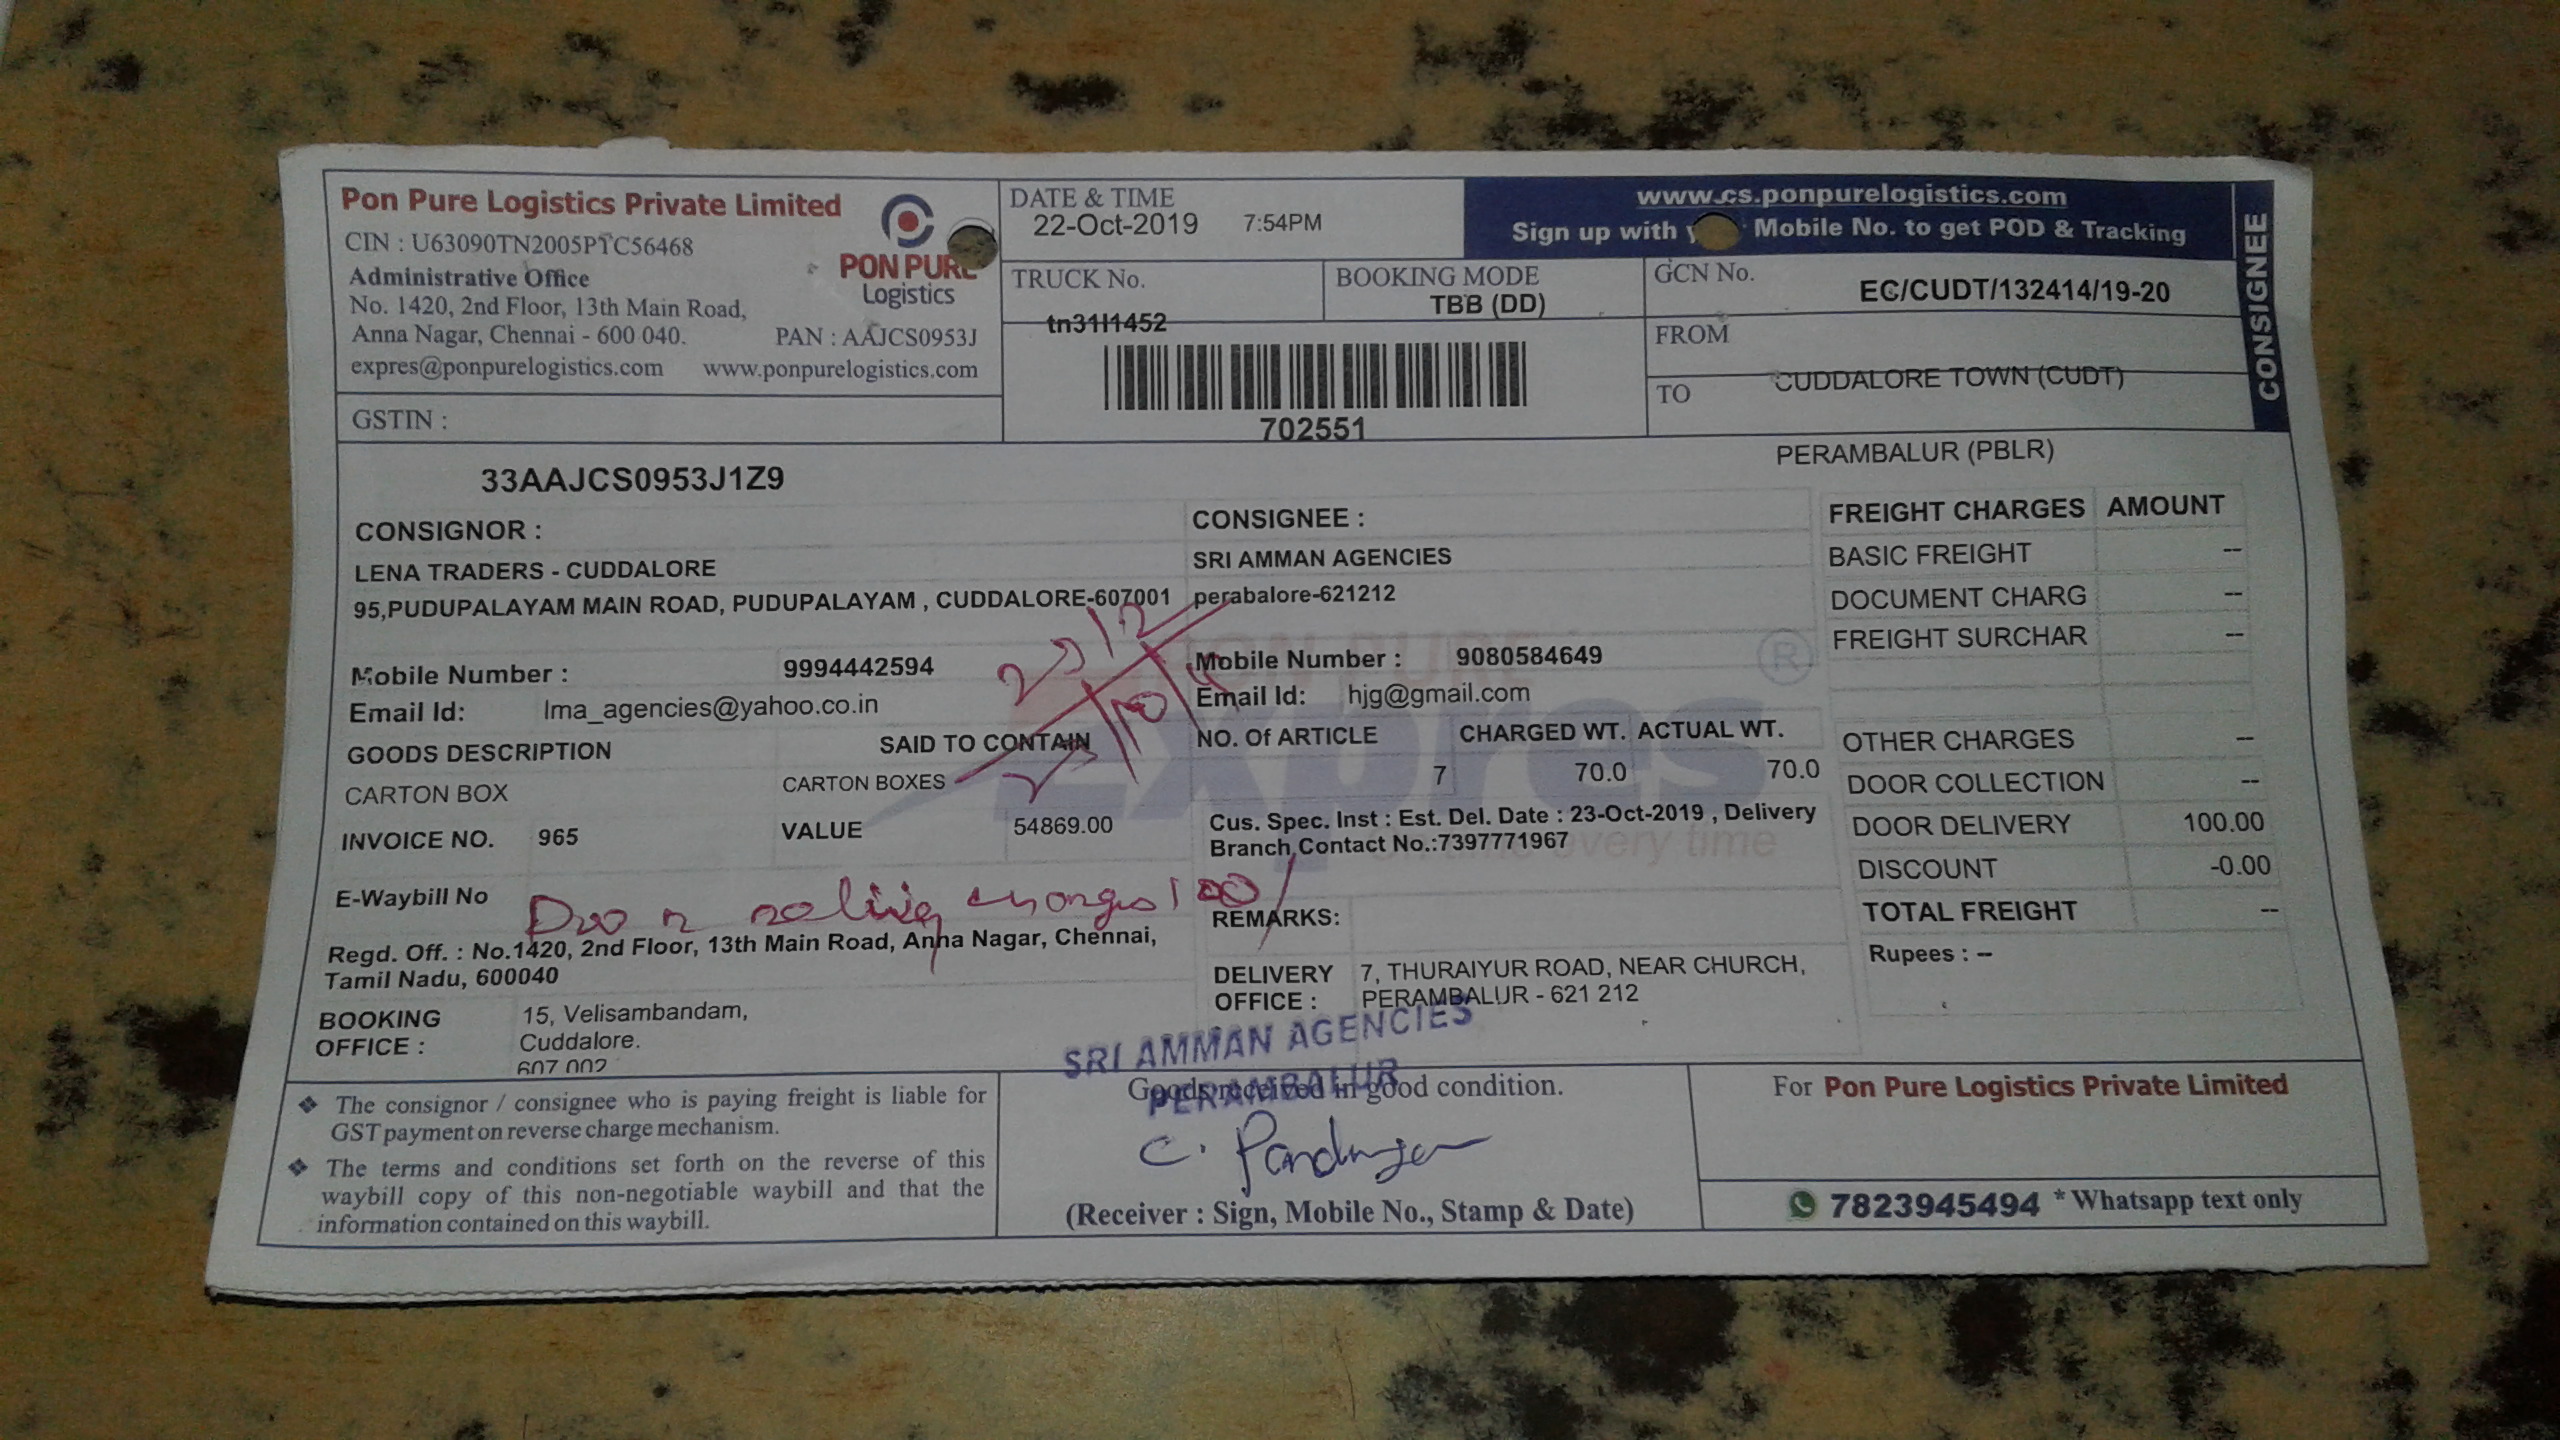 Pon Pure Logistics Private Limited
CIN : U63090TN2005PTC56468
Administrative Office
No. 1420, 2nd Floor, 13th Main Road,
Anna Nagar, Chennai - 600 040.
PAN : AAJCS0953J
expres@ponpurelogistics.com www.ponpurelogistics.com
PON PURE
Logistics
GSTIN :
33AAJCS0953J1Z9
DATE & TIME
22-Oct-2019 7:54PM
www.cs.ponpurelogistics.com
Sign up with Mobile No. to get POD & Tracking
CONSIGNEE
TRUCK No.
tn31l1452
BOOKING MODE
TBB (DD)
GCN No.
EC/CUDT/132414/19-20
702551
FROM
CUDDALORE TOWN (CUDT)
TO
PERAMBALUR (PBLR)
CONSIGNOR :
LENA TRADERS - CUDDALORE
95,PUDUPALAYAM MAIN ROAD, PUDUPALAYAM , CUDDALORE-607001
Mobile Number : 9994442594
Email Id: lma_agencies@yahoo.co.in
CONSIGNEE :
SRI AMMAN AGENCIES
perabalore-621212
Mobile Number : 9080584649
Email Id: hjg@gmail.com
GOODS DESCRIPTION SAID TO CONTAIN NO. Of ARTICLE CHARGED WT. ACTUAL WT.
CARTON BOX CARTON BOXES 7 70.0 70.0
INVOICE NO. 965 VALUE 54869.00
Cus. Spec. Inst : Est. Del. Date : 23-Oct-2019 , Delivery
Branch Contact No.:7397771967
PON PURE
Expres ®
on time every time
E-Waybill No
REMARKS:
Regd. Off. : No.1420, 2nd Floor, 13th Main Road, Anna Nagar, Chennai,
Tamil Nadu, 600040
BOOKING OFFICE :
15, Velisambandam,
Cuddalore.
607 002
DELIVERY OFFICE :
7, THURAIYUR ROAD, NEAR CHURCH,
PERAMBALUR - 621 212
FREIGHT CHARGES AMOUNT
BASIC FREIGHT --
DOCUMENT CHARG --
FREIGHT SURCHAR --
OTHER CHARGES --
DOOR COLLECTION --
DOOR DELIVERY 100.00
DISCOUNT -0.00
TOTAL FREIGHT --
Rupees : --
❖ The consignor / consignee who is paying freight is liable for
GST payment on reverse charge mechanism.
❖ The terms and conditions set forth on the reverse of this
waybill copy of this non-negotiable waybill and that the
information contained on this waybill.
SRI AMMAN AGENCIES
PERAMBALUR
Goods received in good condition.
(Receiver : Sign, Mobile No., Stamp & Date)
For Pon Pure Logistics Private Limited
7823945494 *Whatsapp text only